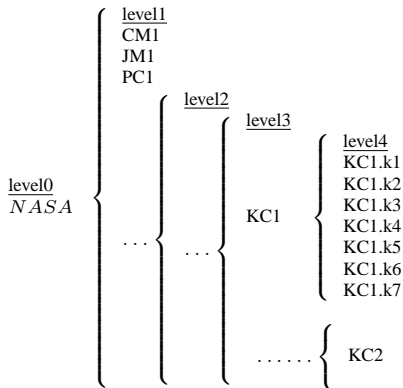 level0
NASA
level1
CM1
JM1
PC1
...
level2
...
level3
KC1
level4
KC1.k1
KC1.k2
KC1.k3
KC1.k4
KC1.k5
KC1.k6
KC1.k7
......
KC2